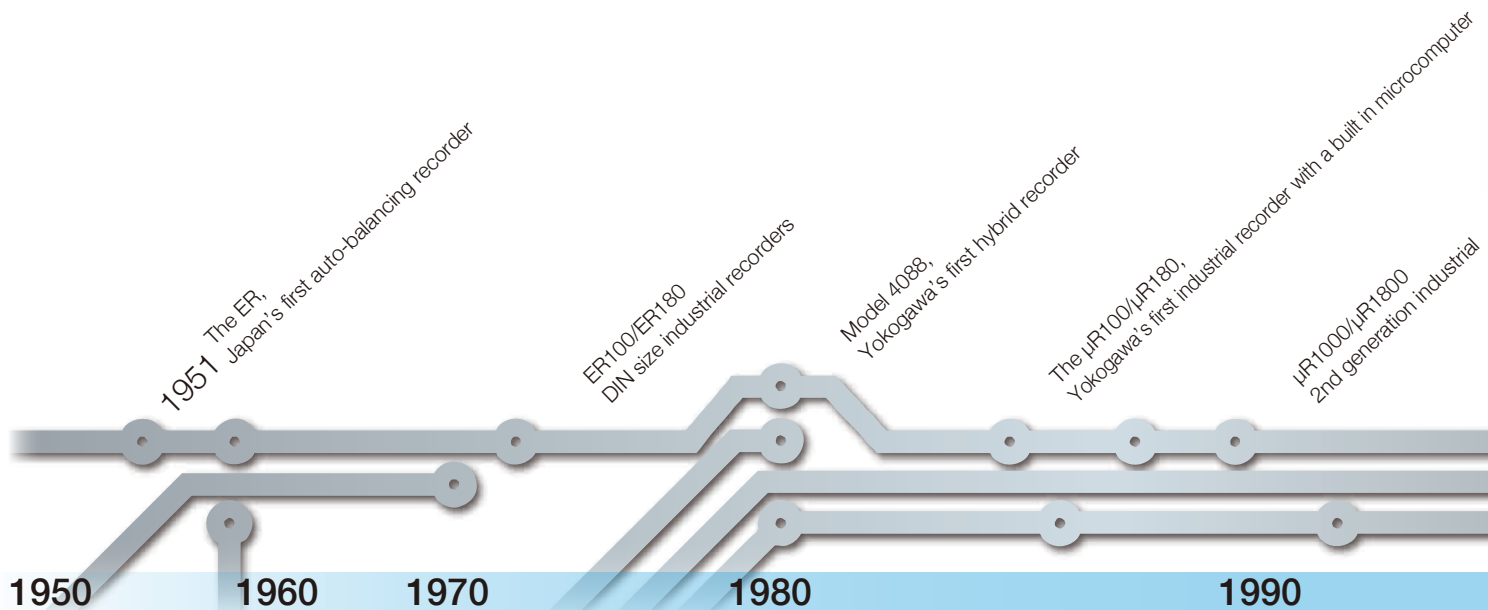 1951 The ER,
Japan's first auto-balancing recorder
ER100/ER180
DIN size industrial recorders
Model 4088,
Yokogawa's first hybrid recorder
The µR100/µR180,
Yokogawa's first industrial recorder with a built in microcomputer
µR1000/µR1800
2nd generation industrial
1950 1960 1970 1980 1990